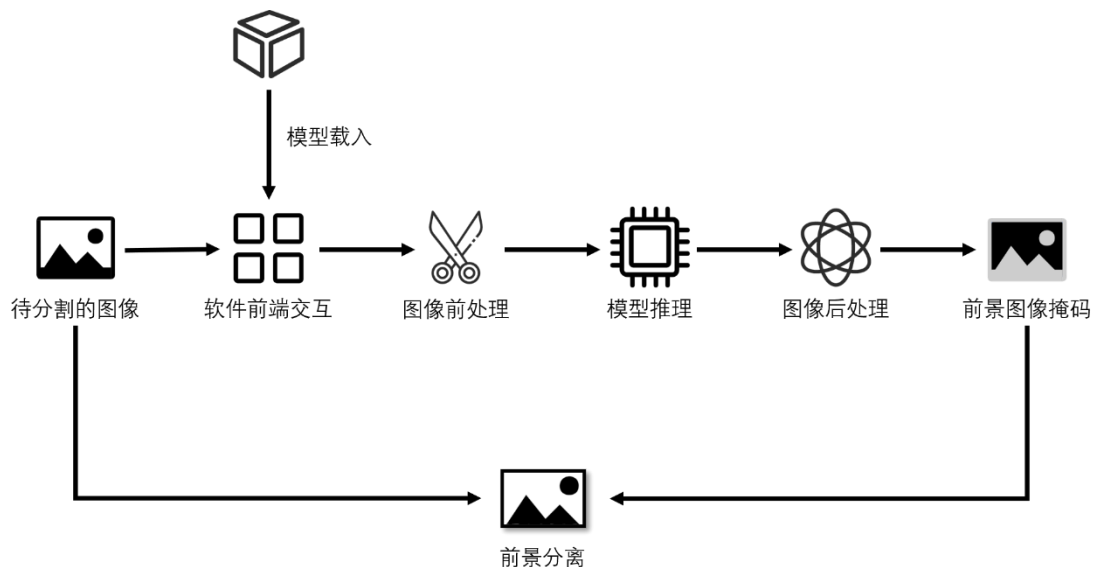 模型载入
待分割的图像
软件前端交互
图像前处理
模型推理
图像后处理
前景图像掩码
前景分离